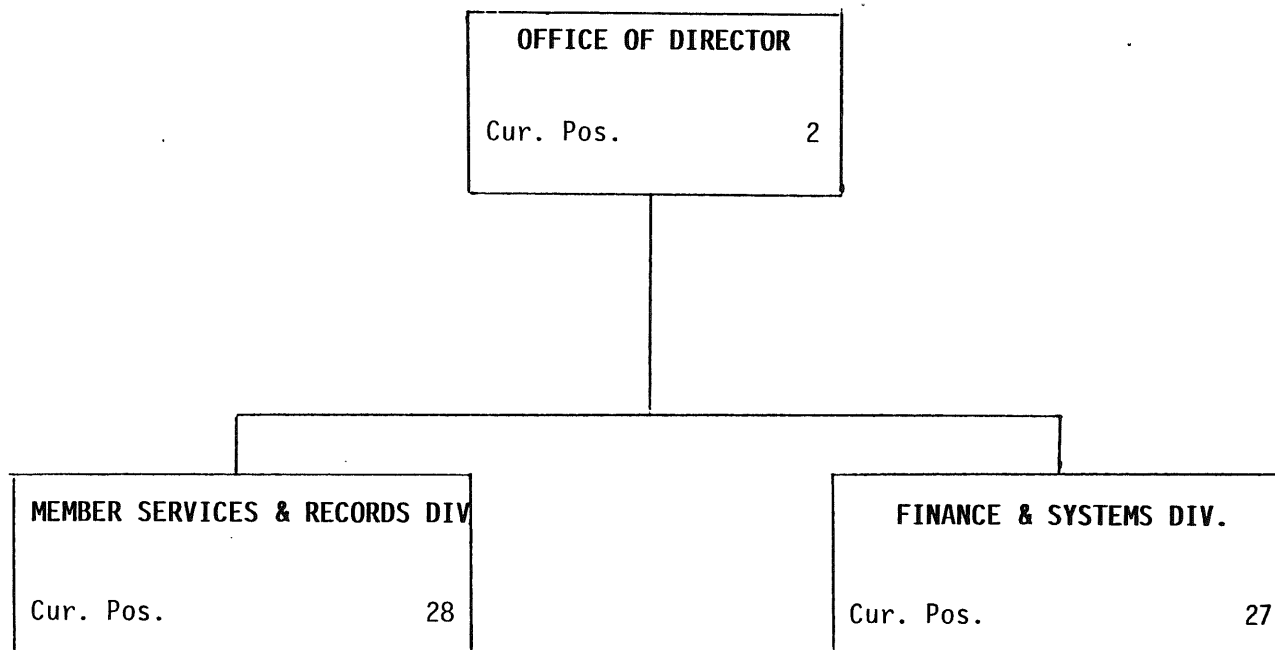 OFFICE OF DIRECTOR
Cur. Pos. 2
MEMBER SERVICES & RECORDS DIV
Cur. Pos. 28
FINANCE & SYSTEMS DIV.
Cur. Pos. 27